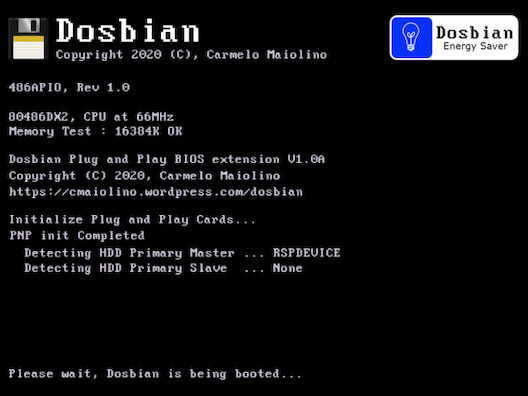 Dosbian
Copyright 2020 (C), Carmelo Maiolino
Dosbian
Energy Saver
486APIO, Rev 1.0
80486DX2, CPU at 66MHz
Memory Test : 16384K OK
Dosbian Plug and Play BIOS extension V1.0A
Copyright (C) 2020, Carmelo Maiolino
https://cmaiolino.wordpress.com/dosbian
Initialize Plug and Play Cards...
PNP init Completed
Detecting HDD Primary Master ... RSPDEVICE
Detecting HDD Primary Slave ... None
Please wait, Dosbian is being booted...